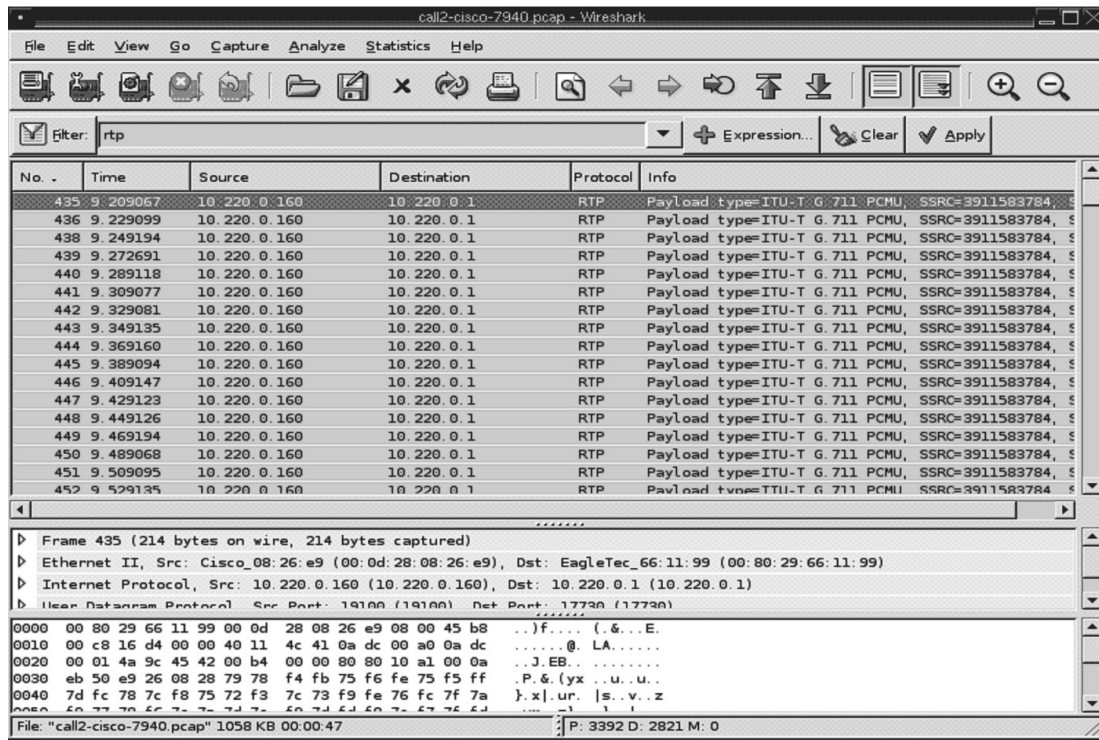 call2-cisco-7940.pcap - Wireshark
File Edit View Go Capture Analyze Statistics Help
Filter: rtp Expression... Clear Apply
No. . Time Source Destination Protocol Info
435 9.209067 10.220.0.160 10.220.0.1 RTP Payload type=ITU-T G.711 PCMU, SSRC=3911583784, S
436 9.229099 10.220.0.160 10.220.0.1 RTP Payload type=ITU-T G.711 PCMU, SSRC=3911583784, S
438 9.249194 10.220.0.160 10.220.0.1 RTP Payload type=ITU-T G.711 PCMU, SSRC=3911583784, S
439 9.272691 10.220.0.160 10.220.0.1 RTP Payload type=ITU-T G.711 PCMU, SSRC=3911583784, S
440 9.289118 10.220.0.160 10.220.0.1 RTP Payload type=ITU-T G.711 PCMU, SSRC=3911583784, S
441 9.309077 10.220.0.160 10.220.0.1 RTP Payload type=ITU-T G.711 PCMU, SSRC=3911583784, S
442 9.329081 10.220.0.160 10.220.0.1 RTP Payload type=ITU-T G.711 PCMU, SSRC=3911583784, S
443 9.349135 10.220.0.160 10.220.0.1 RTP Payload type=ITU-T G.711 PCMU, SSRC=3911583784, S
444 9.369160 10.220.0.160 10.220.0.1 RTP Payload type=ITU-T G.711 PCMU, SSRC=3911583784, S
445 9.389094 10.220.0.160 10.220.0.1 RTP Payload type=ITU-T G.711 PCMU, SSRC=3911583784, S
446 9.409147 10.220.0.160 10.220.0.1 RTP Payload type=ITU-T G.711 PCMU, SSRC=3911583784, S
447 9.429123 10.220.0.160 10.220.0.1 RTP Payload type=ITU-T G.711 PCMU, SSRC=3911583784, S
448 9.449126 10.220.0.160 10.220.0.1 RTP Payload type=ITU-T G.711 PCMU, SSRC=3911583784, S
449 9.469194 10.220.0.160 10.220.0.1 RTP Payload type=ITU-T G.711 PCMU, SSRC=3911583784, S
450 9.489068 10.220.0.160 10.220.0.1 RTP Payload type=ITU-T G.711 PCMU, SSRC=3911583784, S
451 9.509095 10.220.0.160 10.220.0.1 RTP Payload type=ITU-T G.711 PCMU, SSRC=3911583784, S
452 9.529135 10.220.0.160 10.220.0.1 RTP Payload type=ITU-T G.711 PCMU, SSRC=3911583784, S
Frame 435 (214 bytes on wire, 214 bytes captured)
Ethernet II, Src: Cisco_08:26:e9 (00:0d:28:08:26:e9), Dst: EagleTec_66:11:99 (00:80:29:66:11:99)
Internet Protocol, Src: 10.220.0.160 (10.220.0.160), Dst: 10.220.0.1 (10.220.0.1)
User Datagram Protocol, Src Port: 19100 (19100), Dst Port: 17730 (17730)
0000 00 80 29 66 11 99 00 0d 28 08 26 e9 08 00 45 b8 ..)f.... (.&...E.
0010 00 c8 16 d4 00 00 40 11 4c 41 0a dc 00 a0 0a dc ......@. LA......
0020 00 01 4a 9c 45 42 00 b4 00 00 80 80 10 a1 00 0a ..J.EB.. ........
0030 eb 50 e9 26 08 28 79 78 f4 fb 75 f6 fe 75 f5 ff .P.&.(yx ..u..u..
0040 7d fc 78 7c f8 75 72 f3 7c 73 f9 fe 76 fc 7f 7a }.x|.ur. |s..v..z
File: "call2-cisco-7940.pcap" 1058 KB 00:00:47 P: 3392 D: 2821 M: 0